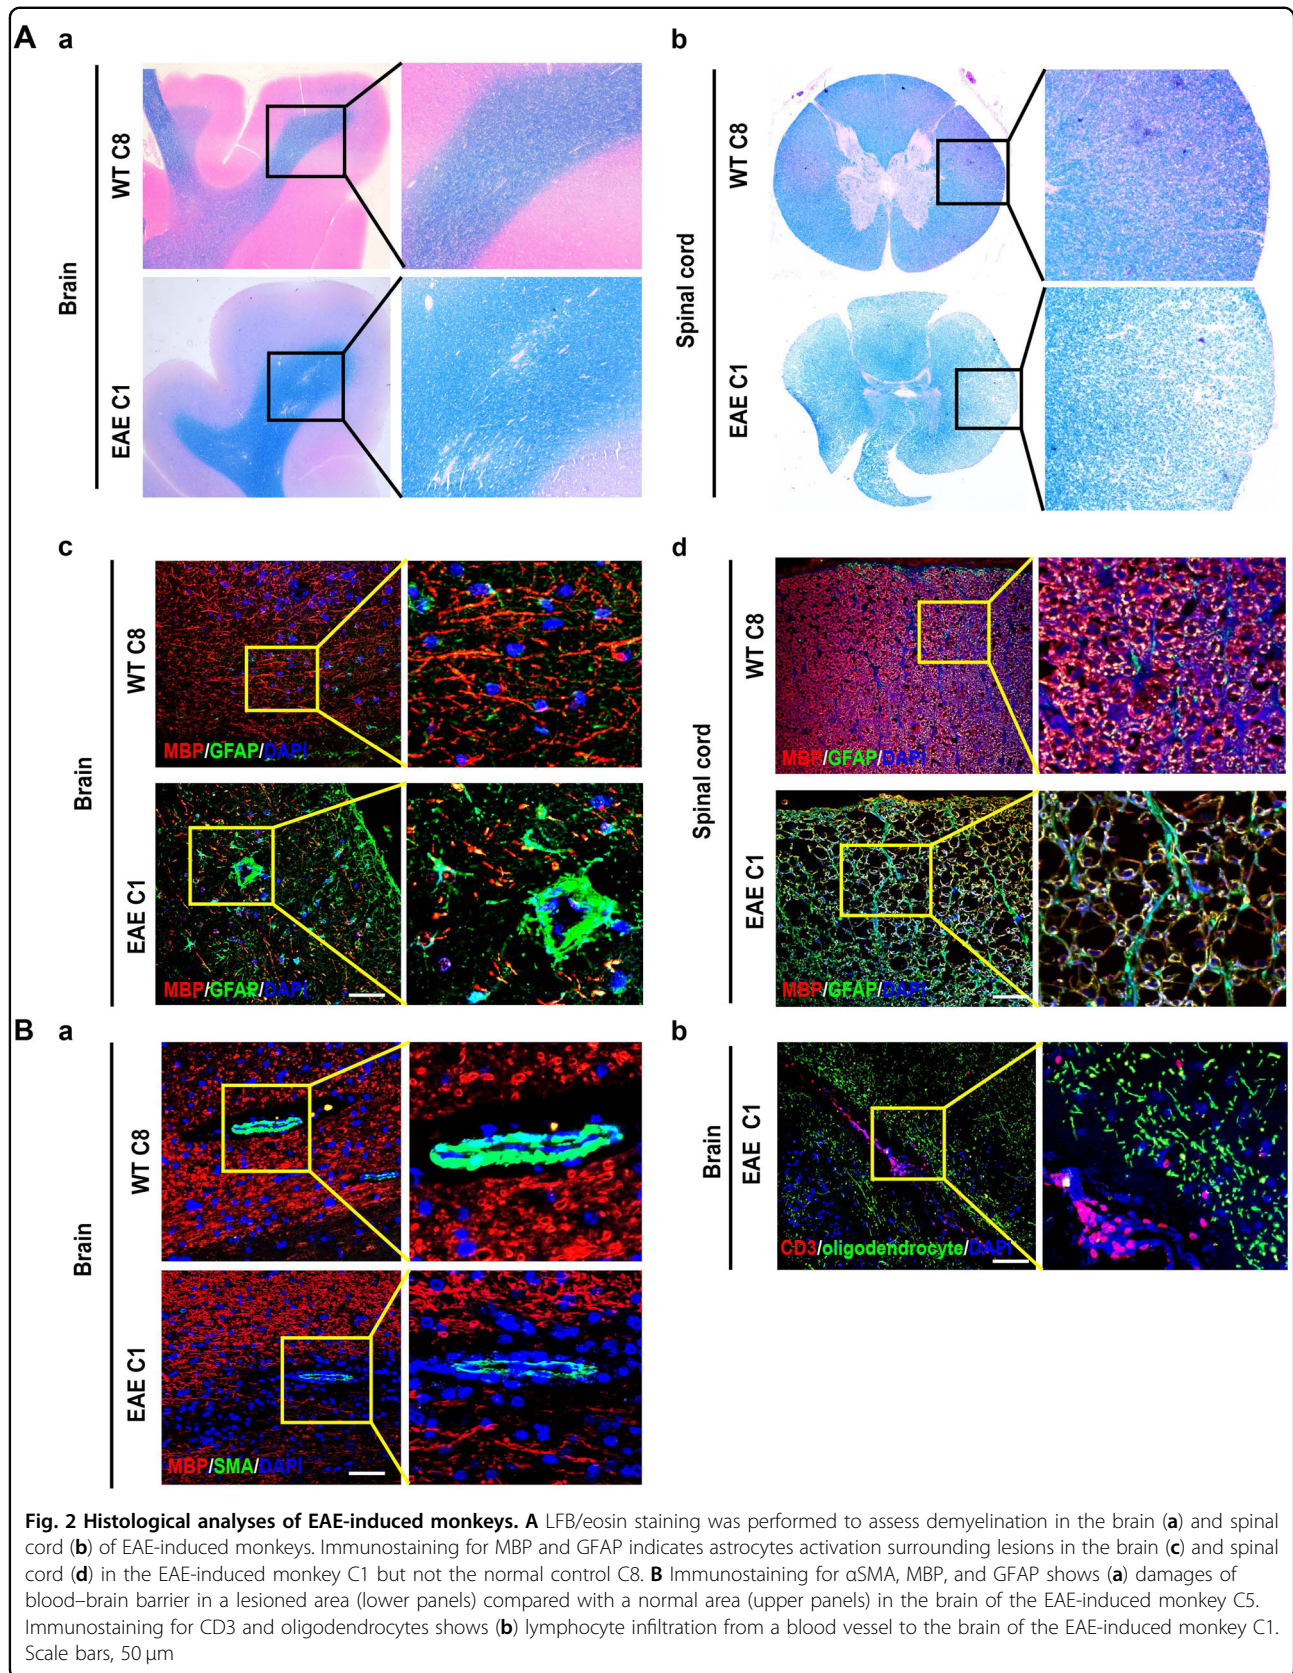 A a b
Brain
WT C8
EAE C1
Spinal cord
WT C8
EAE C1
c d
Brain
WT C8
MBP/GFAP/DAPI
EAE C1
MBP/GFAP/DAPI
Spinal cord
WT C8
MBP/GFAP/DAPI
EAE C1
MBP/GFAP/DAPI
B a b
Brain
WT C8
EAE C1
MBP/SMA/DAPI
Brain
EAE C1
CD3/oligodendrocyte/DAPI
Fig. 2 Histological analyses of EAE-induced monkeys. A LFB/eosin staining was performed to assess demyelination in the brain (a) and spinal
cord (b) of EAE-induced monkeys. Immunostaining for MBP and GFAP indicates astrocytes activation surrounding lesions in the brain (c) and spinal
cord (d) in the EAE-induced monkey C1 but not the normal control C8. B Immunostaining for αSMA, MBP, and GFAP shows (a) damages of
blood–brain barrier in a lesioned area (lower panels) compared with a normal area (upper panels) in the brain of the EAE-induced monkey C5.
Immunostaining for CD3 and oligodendrocytes shows (b) lymphocyte infiltration from a blood vessel to the brain of the EAE-induced monkey C1.
Scale bars, 50 μm